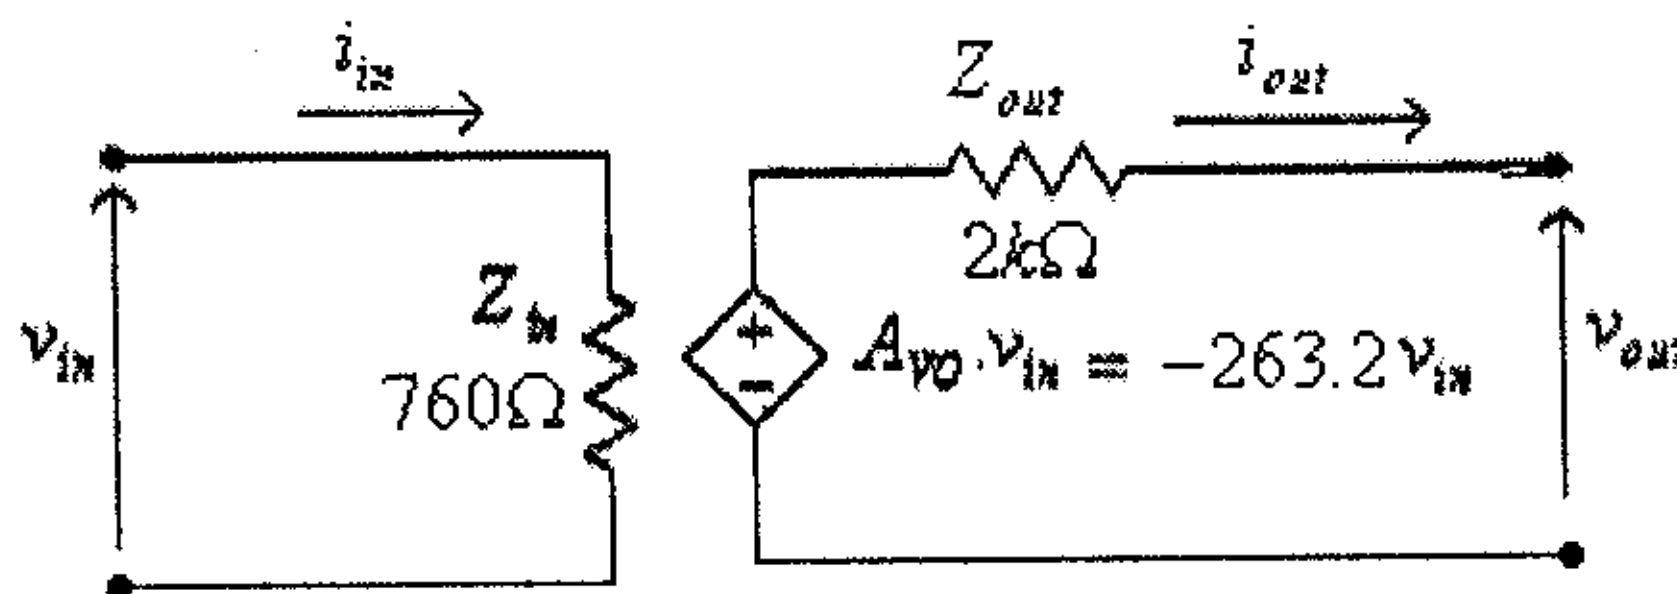 i_in
Z_out
i_out
2kΩ
v_in
Z_in
760Ω
+
−
A_VO.v_in = −263.2v_in
v_out